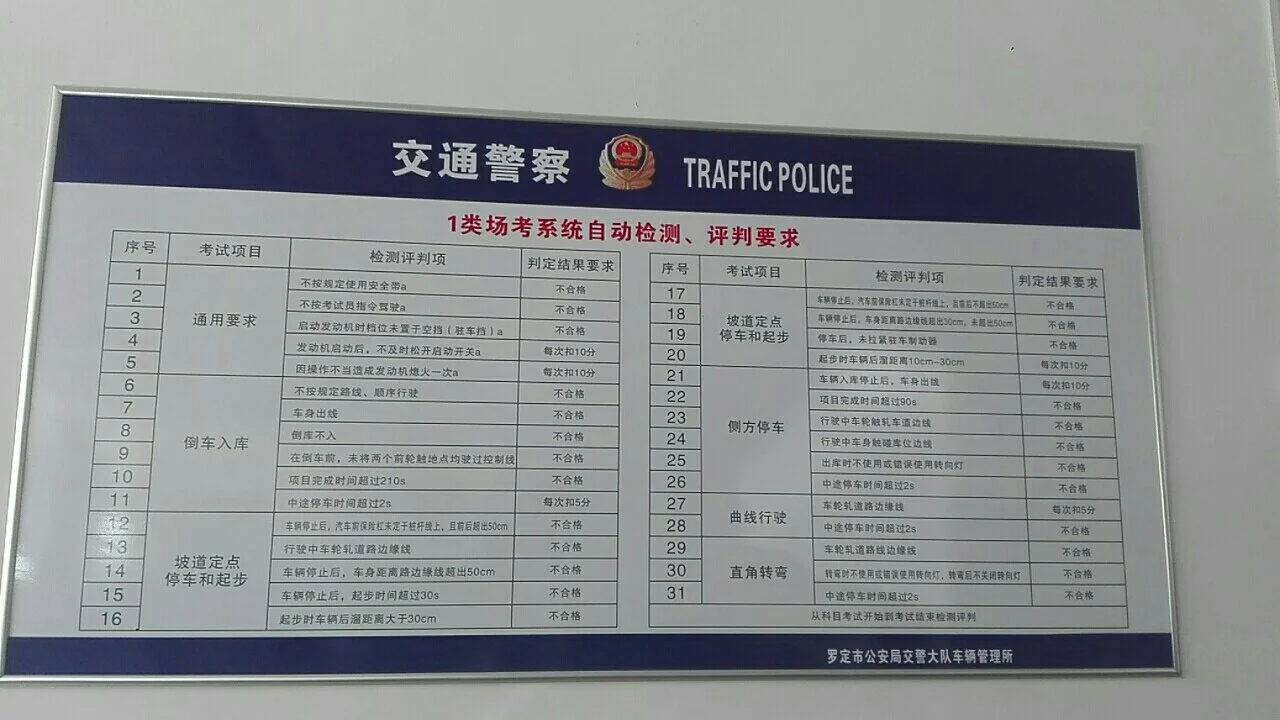 交通警察 TRAFFIC POLICE
1类场考系统自动检测、评判要求
序号 考试项目 检测评判项 判定结果要求
1 通用要求 不按规定使用安全带a 不合格
2 不按考试员指令驾驶a 不合格
3 启动发动机时档位未置于空挡（驻车挡）a 不合格
4 发动机启动后，不及时松开启动开关a 每次扣10分
5 因操作不当造成发动机熄火一次a 每次扣10分
6 倒车入库 不按规定路线、顺序行驶 不合格
7 车身出线 不合格
8 倒库不入 不合格
9 在倒车前，未将两个前轮触地点均驶过控制线 不合格
10 项目完成时间超过210s 不合格
11 中途停车时间超过2s 每次扣5分
12 坡道定点停车和起步 车辆停止后，汽车前保险杠未定于桩杆线上，且前后超出50cm 不合格
13 行驶中车轮轧道路边缘线 不合格
14 车辆停止后，车身距离路边缘线超出50cm 不合格
15 车辆停止后，起步时间超过30s 不合格
16 起步时车辆后溜距离大于30cm 不合格
序号 考试项目 检测评判项 判定结果要求
17 坡道定点停车和起步 车辆停止后，汽车前保险杠未定于桩杆线上，且前后不超出50cm 不合格
18 车辆停止后，车身距离路边缘线超出30cm，未超出50cm 不合格
19 停车后，未拉紧驻车制动器 不合格
20 起步时车辆后溜距离10cm-30cm 每次扣10分
21 侧方停车 车辆入库停止后，车身出线 每次扣10分
22 项目完成时间超过90s 不合格
23 行驶中车轮触轧车道边线 不合格
24 行驶中车身触碰库位边线 不合格
25 出库时不使用或错误使用转向灯 不合格
26 中途停车时间超过2s 不合格
27 曲线行驶 车轮轧道路边缘线 每次扣5分
28 中途停车时间超过2s 不合格
29 直角转弯 车轮轧道路线边缘线 不合格
30 转弯时不使用或错误使用转向灯，转弯后不关闭转向灯 不合格
31 中途停车时间超过2s 不合格
从科目考试开始到考试结束检测评判
罗定市公安局交警大队车辆管理所